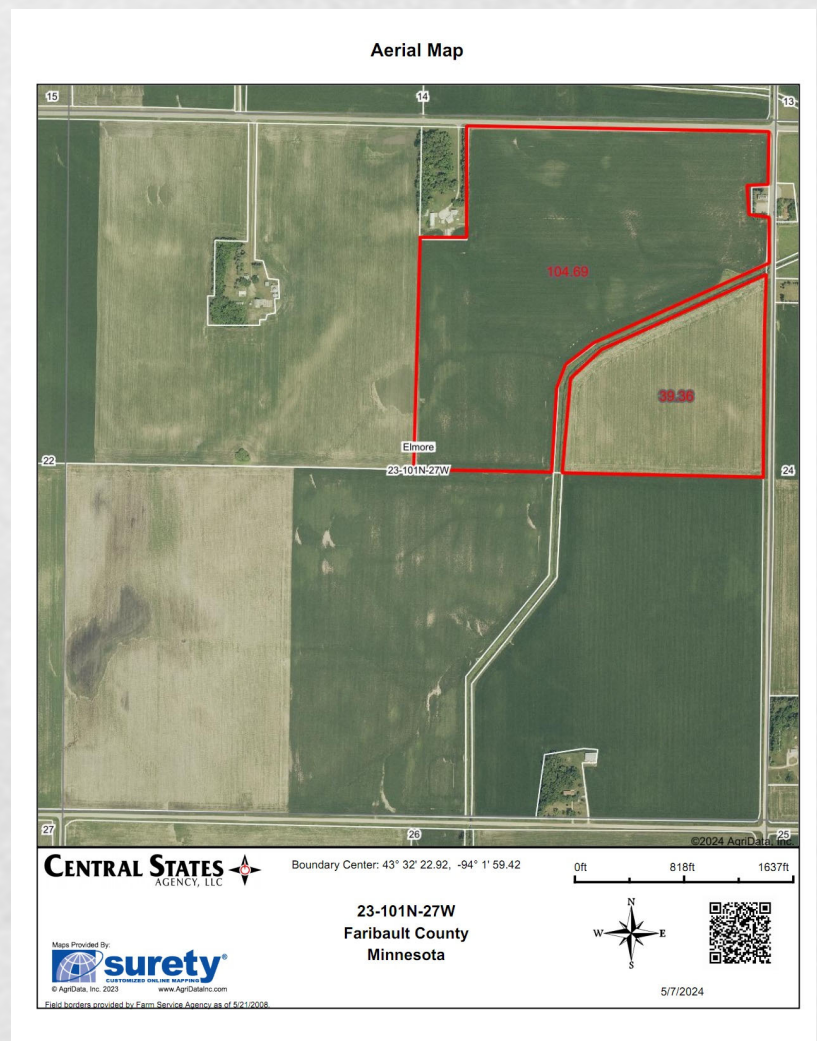 Aerial Map
15
14
13
104.69
39.36
Elmore
22
23-101N-27W
24
27
26
25
©2024 AgriData, Inc.
CENTRAL STATES
AGENCY, LLC
Boundary Center: 43° 32' 22.92, -94° 1' 59.42
0ft 818ft 1637ft
23-101N-27W
Faribault County
Minnesota
N
W E
S
Maps Provided By:
surety®
CUSTOMIZED ONLINE MAPPING
© AgriData, Inc. 2023 www.AgriDataInc.com
5/7/2024
Field borders provided by Farm Service Agency as of 5/21/2008.